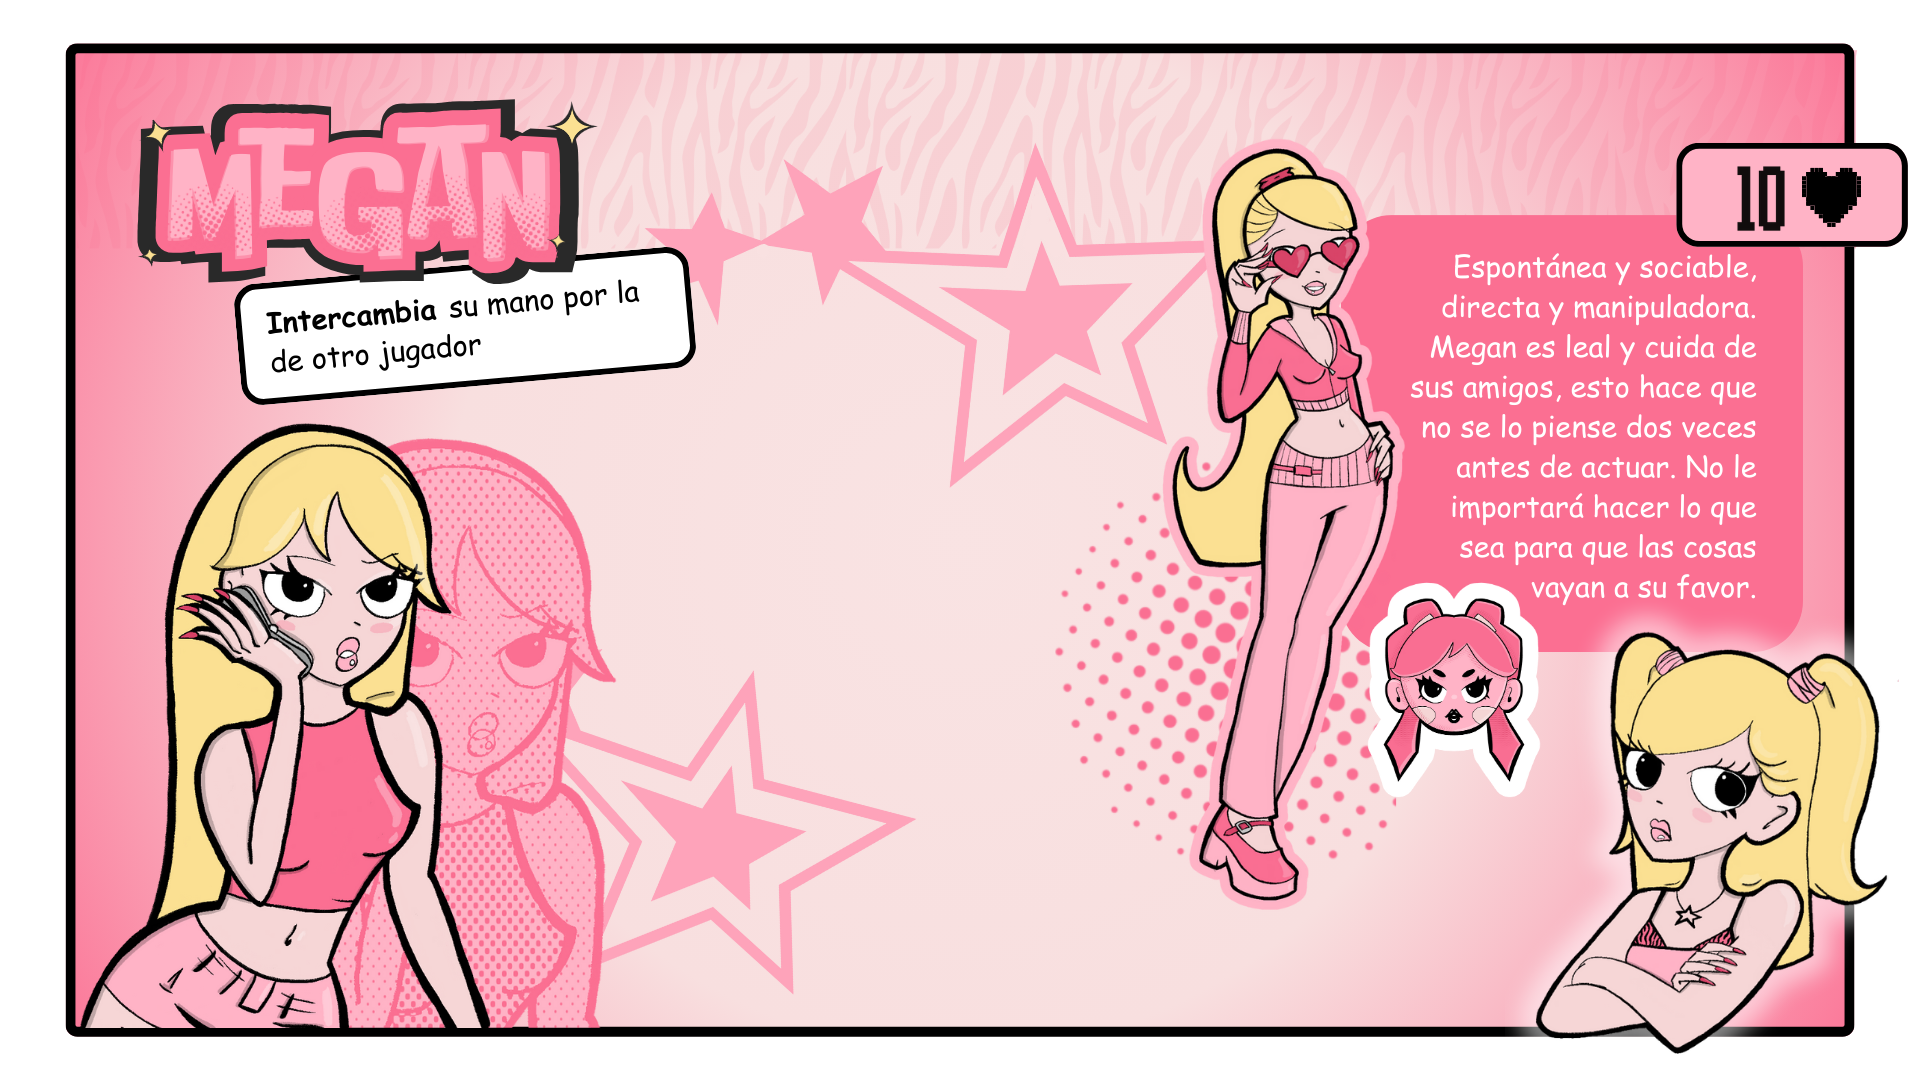 MEGAN
Intercambia su mano por la
de otro jugador
10
Espontánea y sociable,
directa y manipuladora.
Megan es leal y cuida de
sus amigos, esto hace que
no se lo piense dos veces
antes de actuar. No le
importará hacer lo que
sea para que las cosas
vayan a su favor.